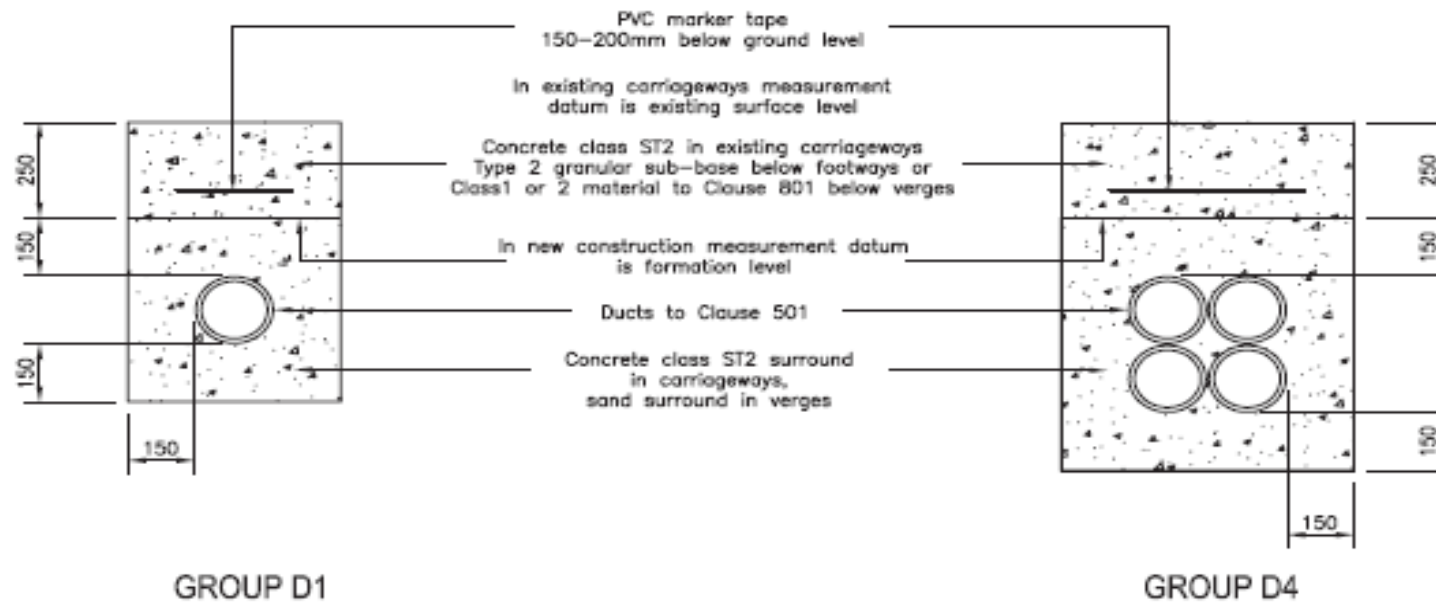 PVC marker tape
150-200mm below ground level
In existing carriageways measurement
datum is existing surface level
Concrete class ST2 in existing carriageways
Type 2 granular sub-base below footways or
Class1 or 2 material to Clause 801 below verges
In new construction measurement datum
is formation level
Ducts to Clause 501
Concrete class ST2 surround
in carriageways,
sand surround in verges
250
150
150
150
250
150
150
150
GROUP D1
GROUP D4